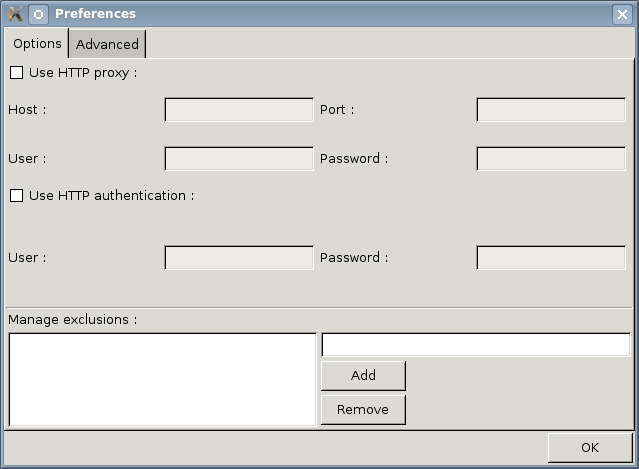 Preferences
Options Advanced
Use HTTP proxy :
Host : Port :
User : Password :
Use HTTP authentication :
User : Password :
Manage exclusions :
Add
Remove
OK